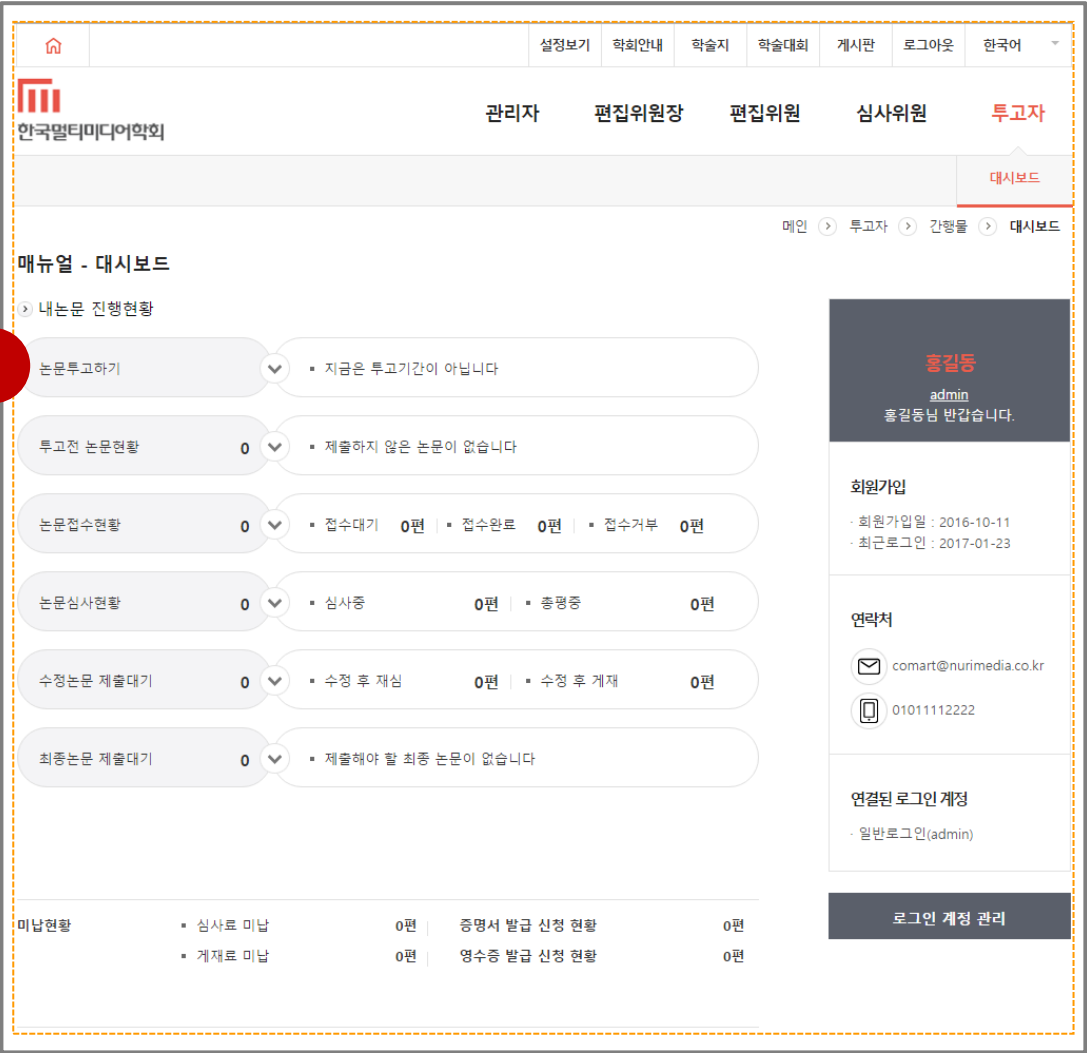 설정보기 학회안내 학술지 학술대회 게시판 로그아웃 한국어
한국멀티미디어학회
관리자 편집위원장 편집위원 심사위원 투고자
대시보드
메인 투고자 간행물 대시보드
매뉴얼 - 대시보드
내논문 진행현황
논문투고하기 ▪ 지금은 투고기간이 아닙니다
투고전 논문현황 0 ▪ 제출하지 않은 논문이 없습니다
논문접수현황 0 ▪ 접수대기 0편 ▪ 접수완료 0편 ▪ 접수거부 0편
논문심사현황 0 ▪ 심사중 0편 ▪ 총평중 0편
수정논문 제출대기 0 ▪ 수정 후 재심 0편 ▪ 수정 후 게재 0편
최종논문 제출대기 0 ▪ 제출해야 할 최종 논문이 없습니다
미납현황 ▪ 심사료 미납 0편 증명서 발급 신청 현황 0편
▪ 게재료 미납 0편 영수증 발급 신청 현황 0편
홍길동
admin
홍길동님 반갑습니다.
회원가입
· 회원가입일 : 2016-10-11
· 최근로그인 : 2017-01-23
연락처
comart@nurimedia.co.kr
01011112222
연결된 로그인 계정
· 일반로그인(admin)
로그인 계정 관리